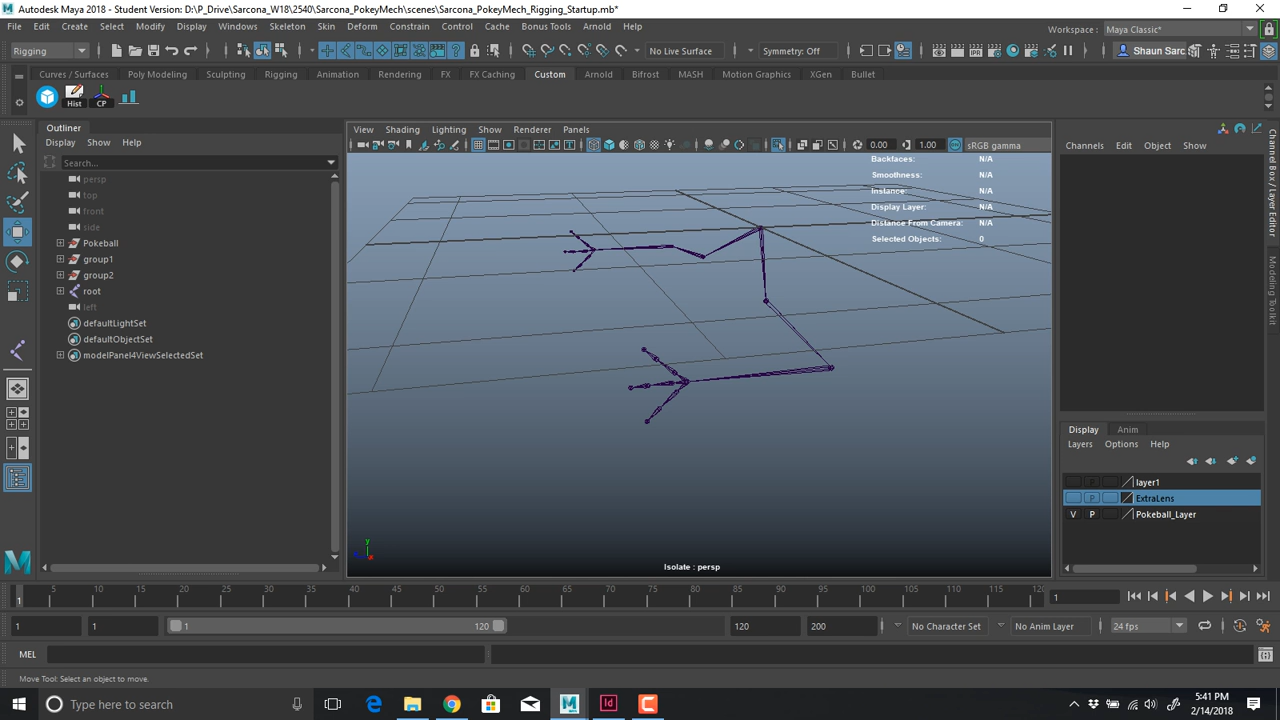 Autodesk Maya 2018 - Student Version: D:\P_Drive\Sarcona_W18\2540\Sarcona_PokeyMech\scenes\Sarcona_PokeyMech_Rigging_Startup.mb*
File Edit Create Select Modify Display Windows Skeleton Skin Deform Constrain Control Cache Bonus Tools Help
Workspace : Maya Classic*
Rigging No Live Surface Symmetry: Off Shaun Sarc
Curves / Surfaces Poly Modeling Sculpting Rigging Animation Rendering FX FX Caching Custom Arnold Bifrost MASH Motion Graphics XGen Bullet
Hist CP
Outliner
Display Show Help
Search...
persp
top
front
side
Pokeball
group1
group2
root
left
defaultLightSet
defaultObjectSet
modelPanel4ViewSelectedSet
View Shading Lighting Show Renderer Panels
0.00 1.00 sRGB gamma
Backfaces: N/A
Smoothness: N/A
Instance: N/A
Display Layer: N/A
Distance From Camera: N/A
Selected Objects: 0
y
x
Isolate : persp
Channels Edit Object Show
Channel Box / Layer Editor
Modeling Toolkit
Display Anim
Layers Options Help
P layer1
P ExtraLens
V P Pokeball_Layer
1 5 10 15 20 25 30 35 40 45 50 55 60 65 70 75 80 85 90 95 100 105 110 115 120
1
1 1 1 120 120 200 No Character Set No Anim Layer 24 fps
MEL
Move Tool: Select an object to move.
Type here to search
5:41 PM
2/14/2018